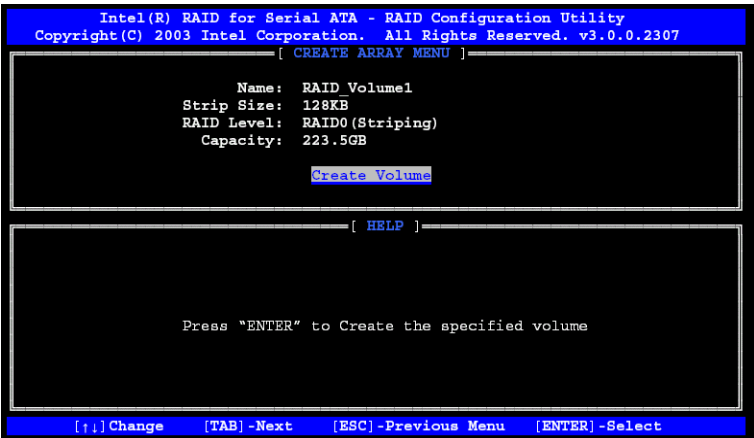 Intel(R) RAID for Serial ATA - RAID Configuration Utility
Copyright(C) 2003 Intel Corporation. All Rights Reserved. v3.0.0.2307
[ CREATE ARRAY MENU ]
Name: RAID_Volume1
Strip Size: 128KB
RAID Level: RAID0(Striping)
Capacity: 223.5GB
Create Volume
[ HELP ]
Press "ENTER" to Create the specified volume
[↑↓]Change [TAB]-Next [ESC]-Previous Menu [ENTER]-Select